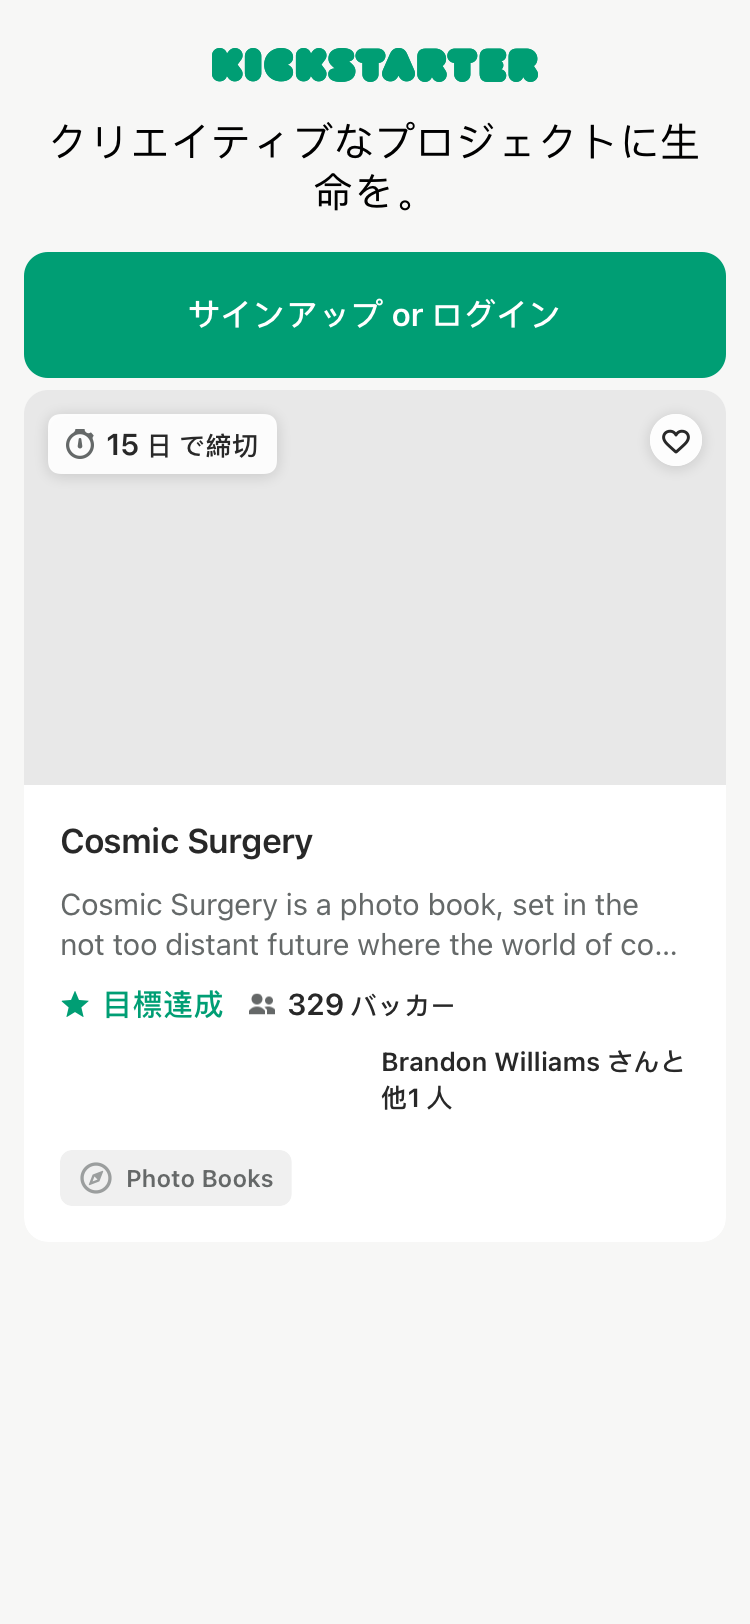 KICKSTARTER
クリエイティブなプロジェクトに生
命を。
サインアップ or ログイン
15 日 で締切
Cosmic Surgery
Cosmic Surgery is a photo book, set in the
not too distant future where the world of co...
目標達成 329 バッカー
Brandon Williams さんと
他1 人
Photo Books